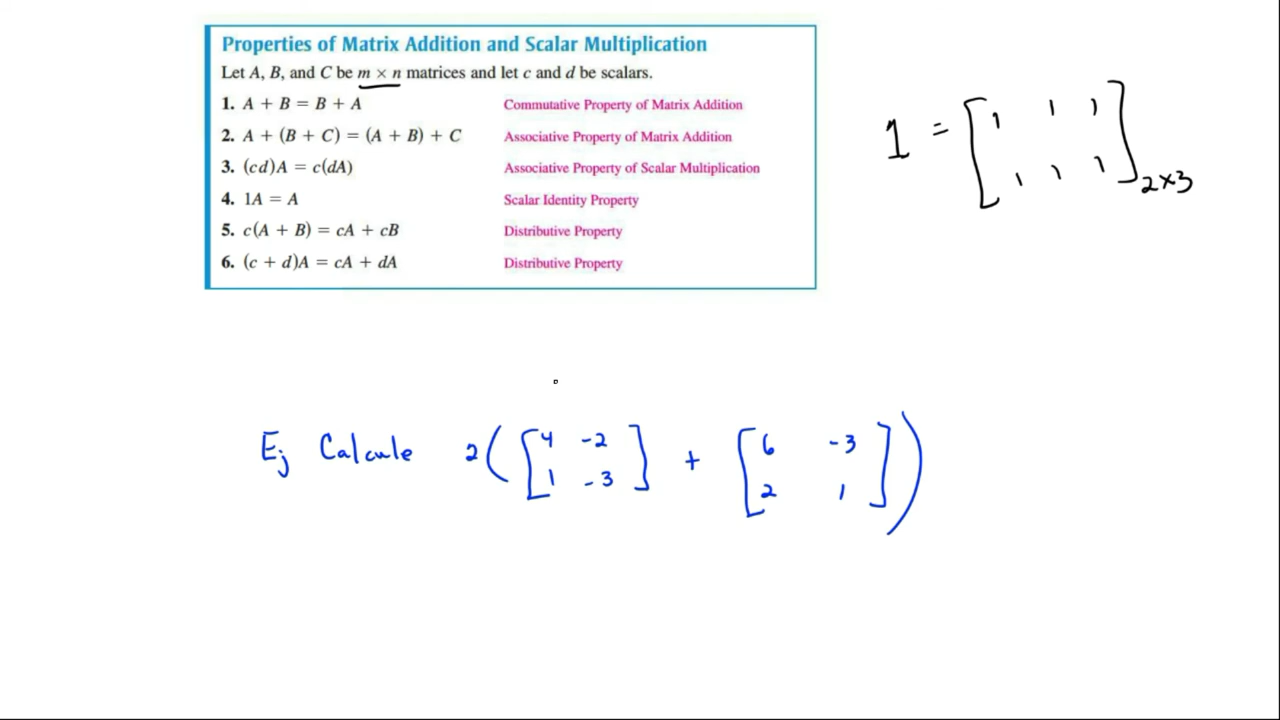 Properties of Matrix Addition and Scalar Multiplication
Let A, B, and C be m × n matrices and let c and d be scalars.
1. A + B = B + A Commutative Property of Matrix Addition
2. A + (B + C) = (A + B) + C Associative Property of Matrix Addition
3. (cd)A = c(dA) Associative Property of Scalar Multiplication
4. 1A = A Scalar Identity Property
5. c(A + B) = cA + cB Distributive Property
6. (c + d)A = cA + dA Distributive Property
1 = [ 1 1 1
1 1 1 ] 2×3
Ej Calcule 2 ( [ 4 -2 ] + [ 6 -3 ] )
1 -3 2 1